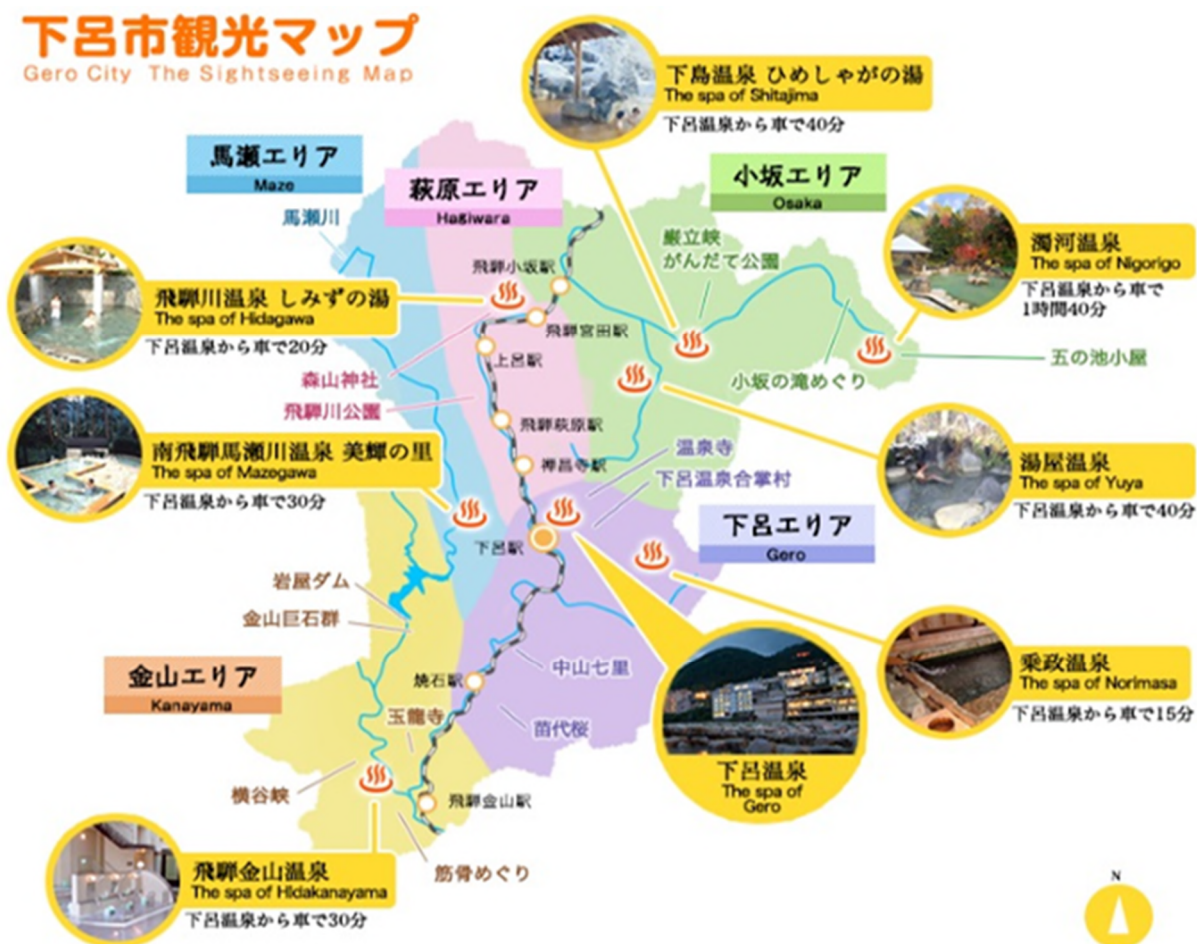 下呂市観光マップ
Gero City The Sightseeing Map
下島温泉 ひめしゃがの湯
The spa of Shitajima
下呂温泉から車で40分
馬瀬エリア
Maze
萩原エリア
Hagiwara
小坂エリア
Osaka
馬瀬川
巌立峡
がんだて公園
濁河温泉
The spa of Nigorigo
下呂温泉から車で
1時間40分
飛騨小坂駅
飛騨川温泉 しみずの湯
The spa of Hidagawa
下呂温泉から車で20分
飛騨宮田駅
上呂駅
五の池小屋
小坂の滝めぐり
森山神社
飛騨川公園
飛騨萩原駅
南飛騨馬瀬川温泉 美輝の里
The spa of Mazegawa
下呂温泉から車で30分
禅昌寺駅
温泉寺
下呂温泉合掌村
湯屋温泉
The spa of Yuya
下呂温泉から車で40分
下呂エリア
Gero
下呂駅
岩屋ダム
金山巨石群
金山エリア
Kanayama
中山七里
焼石駅
乗政温泉
The spa of Norimasa
下呂温泉から車で15分
玉龍寺
苗代桜
下呂温泉
The spa of
Gero
横谷峡
飛騨金山駅
飛騨金山温泉
The spa of Hidakanayama
下呂温泉から車で30分
筋骨めぐり
N